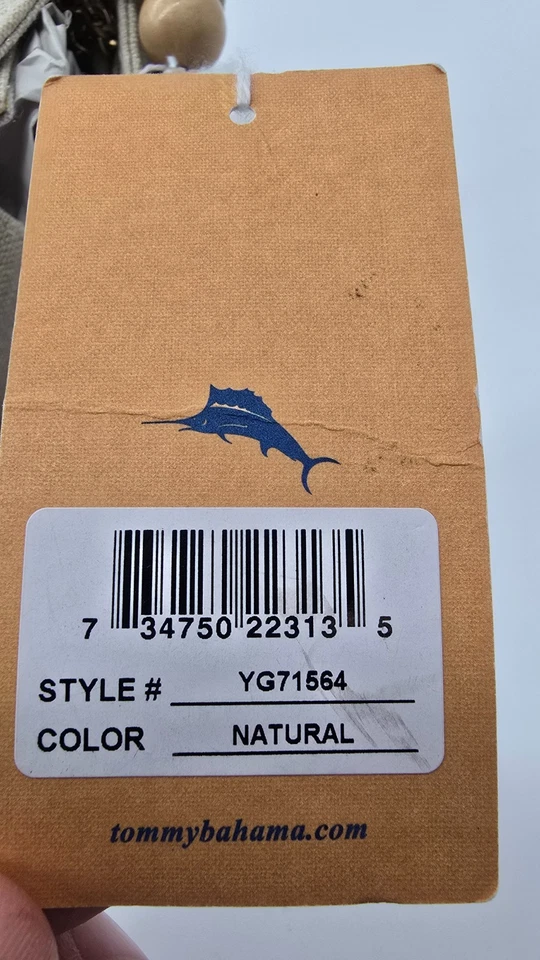 7 34750 22313 5
STYLE # YG71564
COLOR NATURAL
tommybahama.com